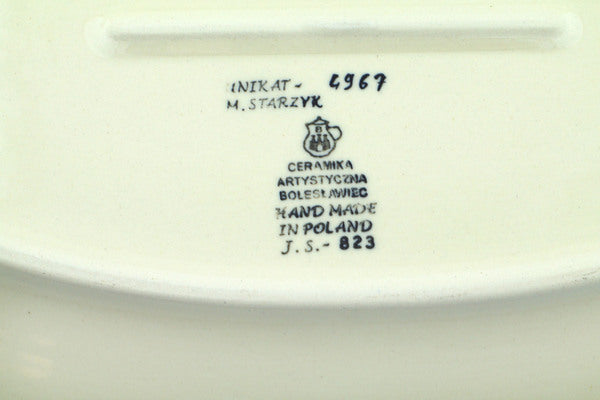 UNIKAT- 4967
M. STARZYK
CERAMIKA
ARTYSTYCZNA
BOLESŁAWIEC
HAND MADE
IN POLAND
J.S.- 823